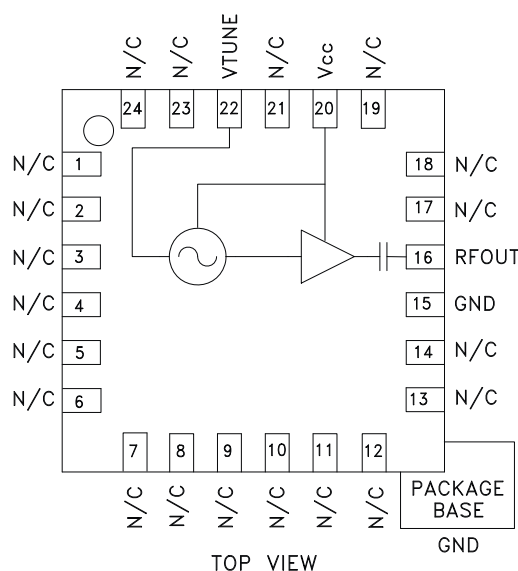 N/C N/C VTUNE N/C Vcc N/C
24 23 22 21 20 19
N/C 1 18 N/C
N/C 2 17 N/C
N/C 3 16 RFOUT
N/C 4 15 GND
N/C 5 14 N/C
N/C 6 13 N/C
7 8 9 10 11 12
N/C N/C N/C N/C N/C N/C
PACKAGE
BASE
GND
TOP VIEW